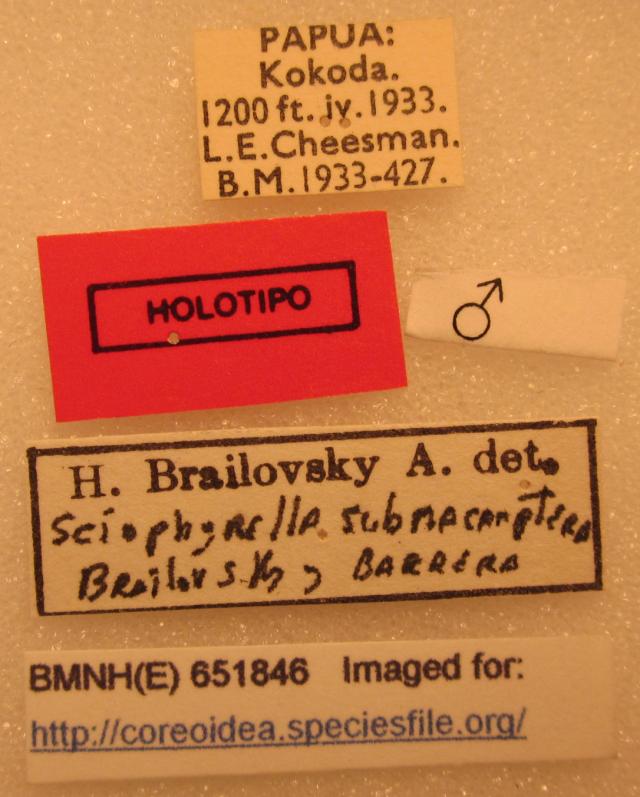 PAPUA:
Kokoda.
1200 ft. iv. 1933.
L.E.Cheesman.
B.M.1933-427.
HOLOTIPO
♂
H. Brailovsky A. det.
Sciophyrella submacroptera
Brailovsky y BARRERA
BMNH(E) 651846 Imaged for:
http://coreoidea.speciesfile.org/